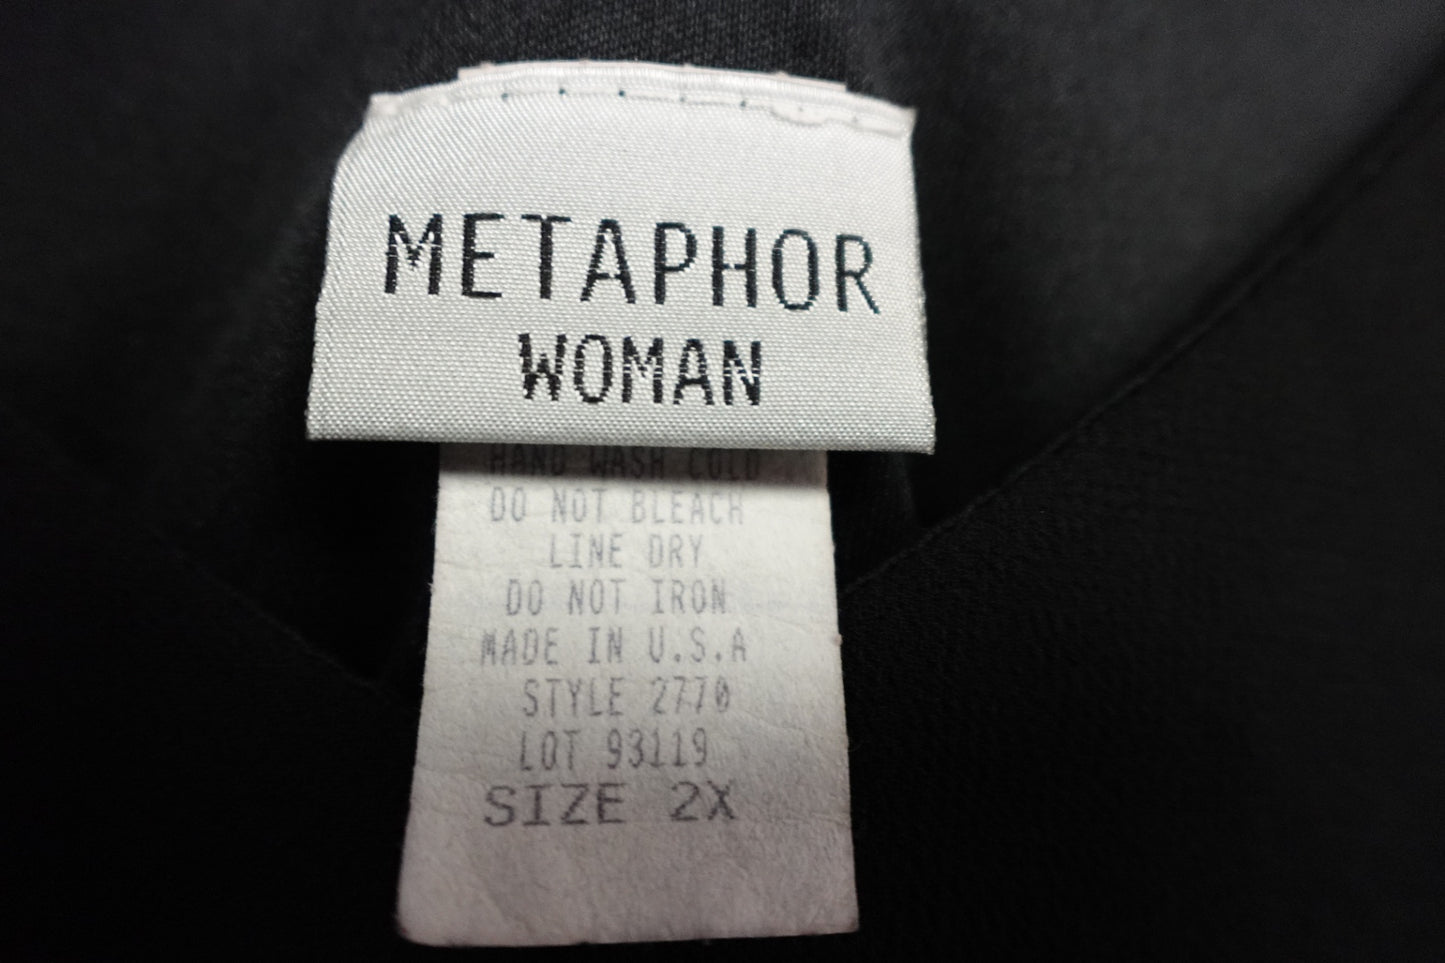 METAPHOR
WOMAN
HAND WASH COLD
DO NOT BLEACH
LINE DRY
DO NOT IRON
MADE IN U.S.A
STYLE 2770
LOT 93119
SIZE 2X